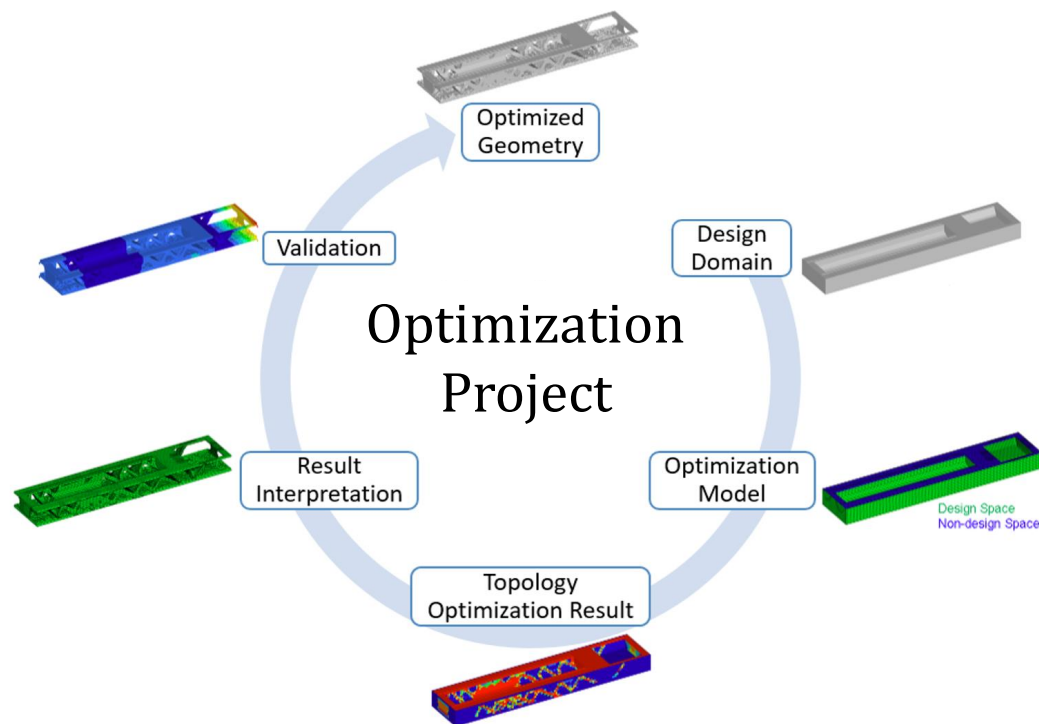 Optimized
Geometry
Validation
Design
Domain
Optimization
Project
Result
Interpretation
Optimization
Model
Design Space
Non-design Space
Topology
Optimization Result